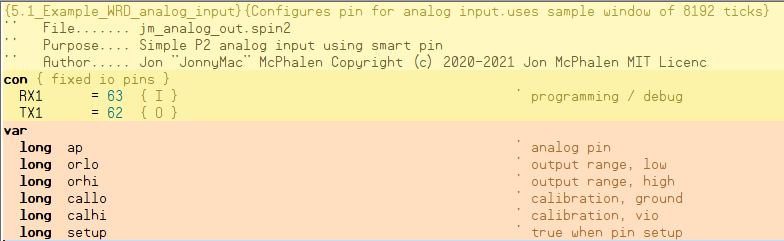 {5.1_Example_WRD_analog_input}{Configures pin for analog input.uses sample window of 8192 ticks}
''   File....... jm_analog_out.spin2
''   Purpose.... Simple P2 analog input using smart pin
''   Author..... Jon "JonnyMac" McPhalen Copyright (c) 2020-2021 Jon McPhalen MIT Licenc
con { fixed io pins }
  RX1      = 63  { I }                                          ' programming / debug
  TX1      = 62  { O }
var
  long  ap                                                      ' analog pin
  long  orlo                                                    ' output range, low
  long  orhi                                                    ' output range, high
  long  callo                                                   ' calibration, ground
  long  calhi                                                   ' calibration, vio
  long  setup                                                   ' true when pin setup